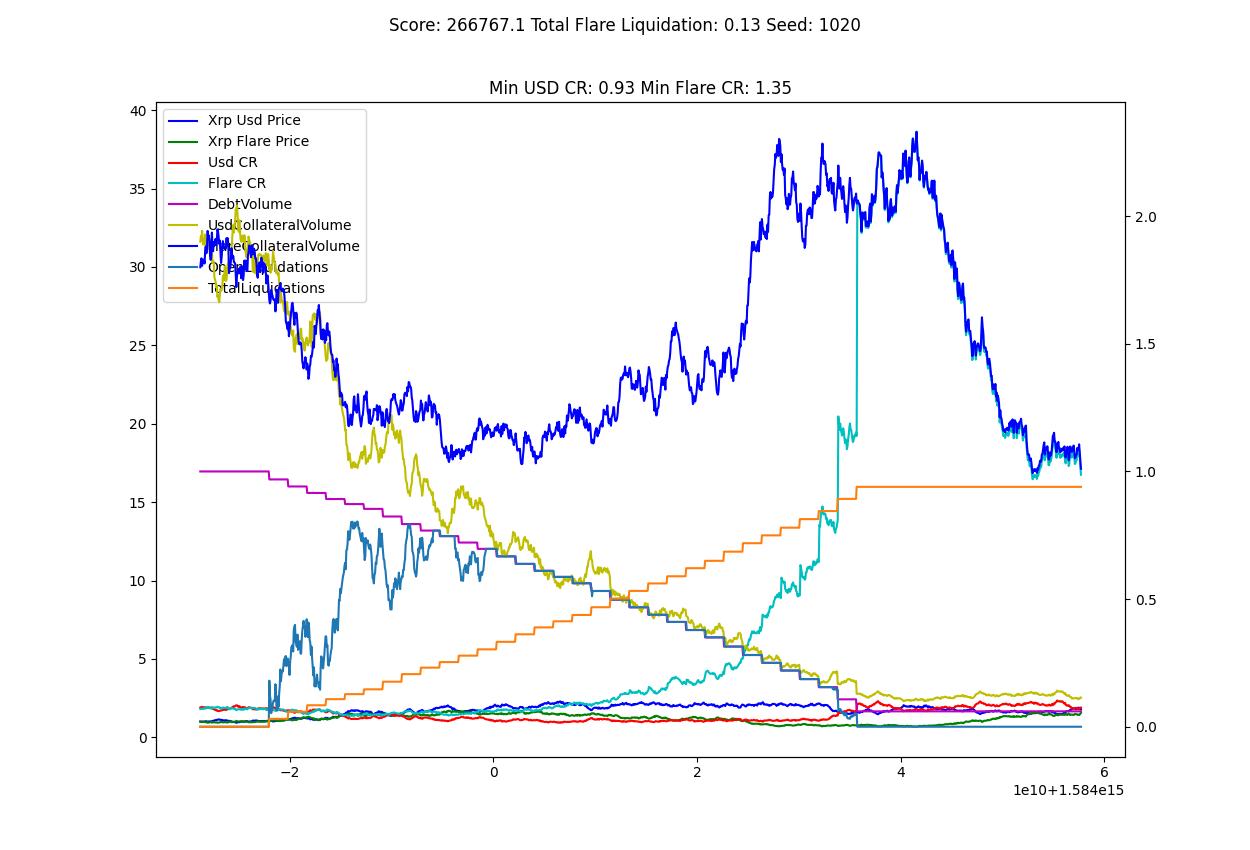 Score: 266767.1 Total Flare Liquidation: 0.13 Seed: 1020
Min USD CR: 0.93 Min Flare CR: 1.35
Xrp Usd Price
Xrp Flare Price
Usd CR
Flare CR
DebtVolume
UsdCollateralVolume
FlareCollateralVolume
OpenLiquidations
TotalLiquidations
40
35
30
25
20
15
10
5
0
2.0
1.5
1.0
0.5
0.0
−2
0
2
4
6
1e10+1.584e15